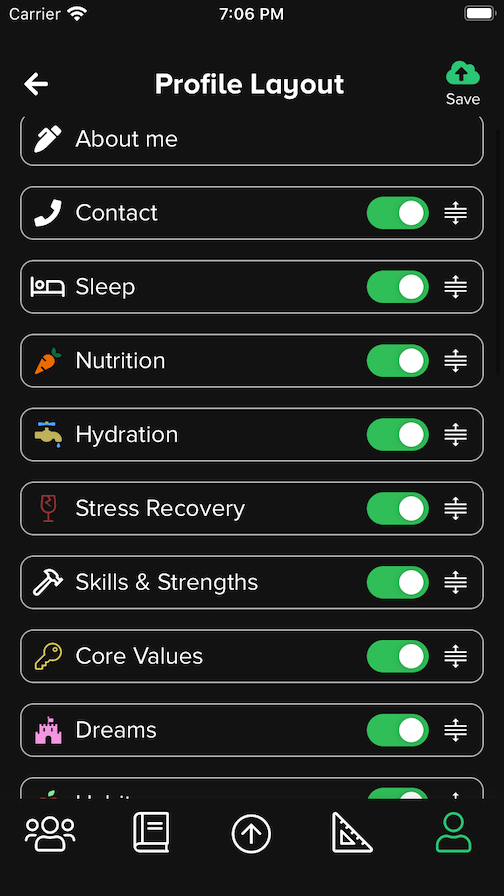 Carrier 7:06 PM
Profile Layout
Save
About me
Contact
Sleep
Nutrition
Hydration
Stress Recovery
Skills & Strengths
Core Values
Dreams